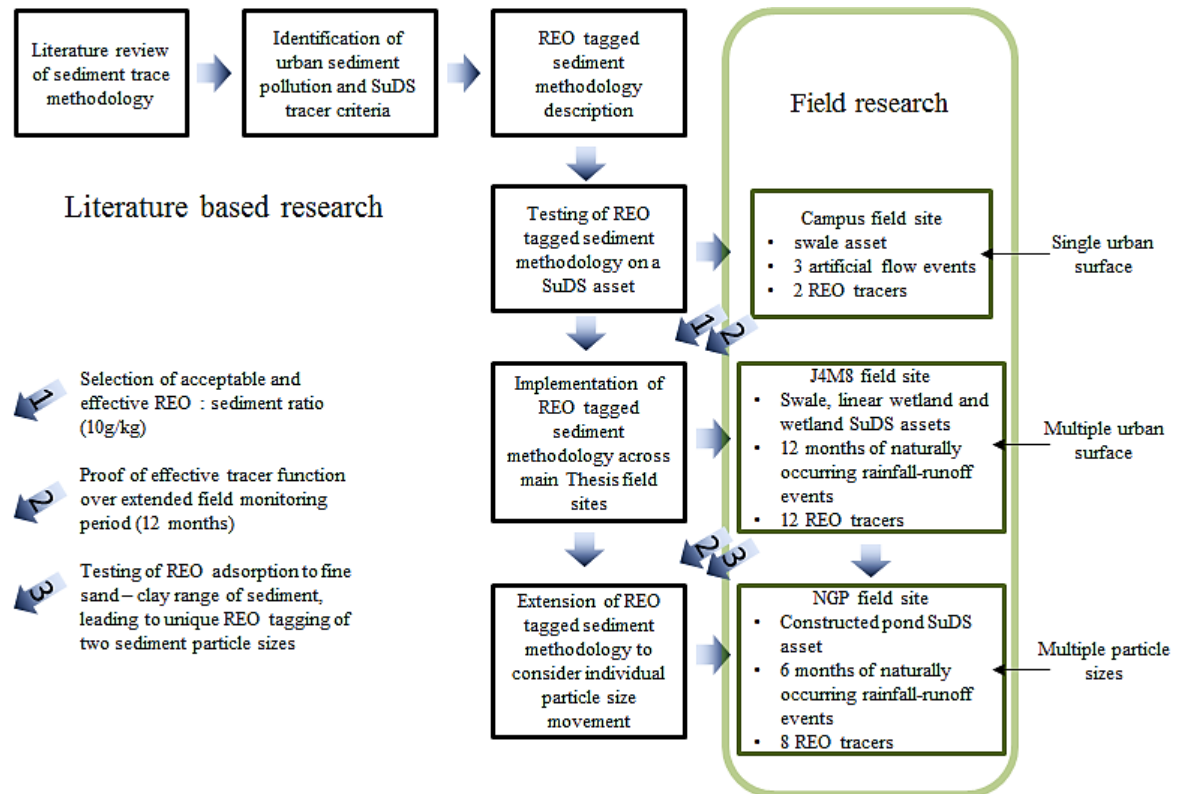 Literature review
of sediment trace
methodology
Identification of
urban sediment
pollution and SuDS
tracer criteria
REO tagged
sediment
methodology
description
Field research
Literature based research
Testing of REO
tagged sediment
methodology on a
SuDS asset
Campus field site
• swale asset
• 3 artificial flow events
• 2 REO tracers
Single urban
surface
1
2
Implementation of
REO tagged
sediment
methodology across
main Thesis field
sites
J4M8 field site
• Swale, linear wetland and
wetland SuDS assets
• 12 months of naturally
occurring rainfall-runoff
events
• 12 REO tracers
Multiple urban
surface
1
Selection of acceptable and
effective REO : sediment ratio
(10g/kg)
2
Proof of effective tracer function
over extended field monitoring
period (12 months)
3
Testing of REO adsorption to fine
sand – clay range of sediment,
leading to unique REO tagging of
two sediment particle sizes
2
3
Extension of REO
tagged sediment
methodology to
consider individual
particle size
movement
NGP field site
• Constructed pond SuDS
asset
• 6 months of naturally
occurring rainfall-runoff
events
• 8 REO tracers
Multiple particle
sizes